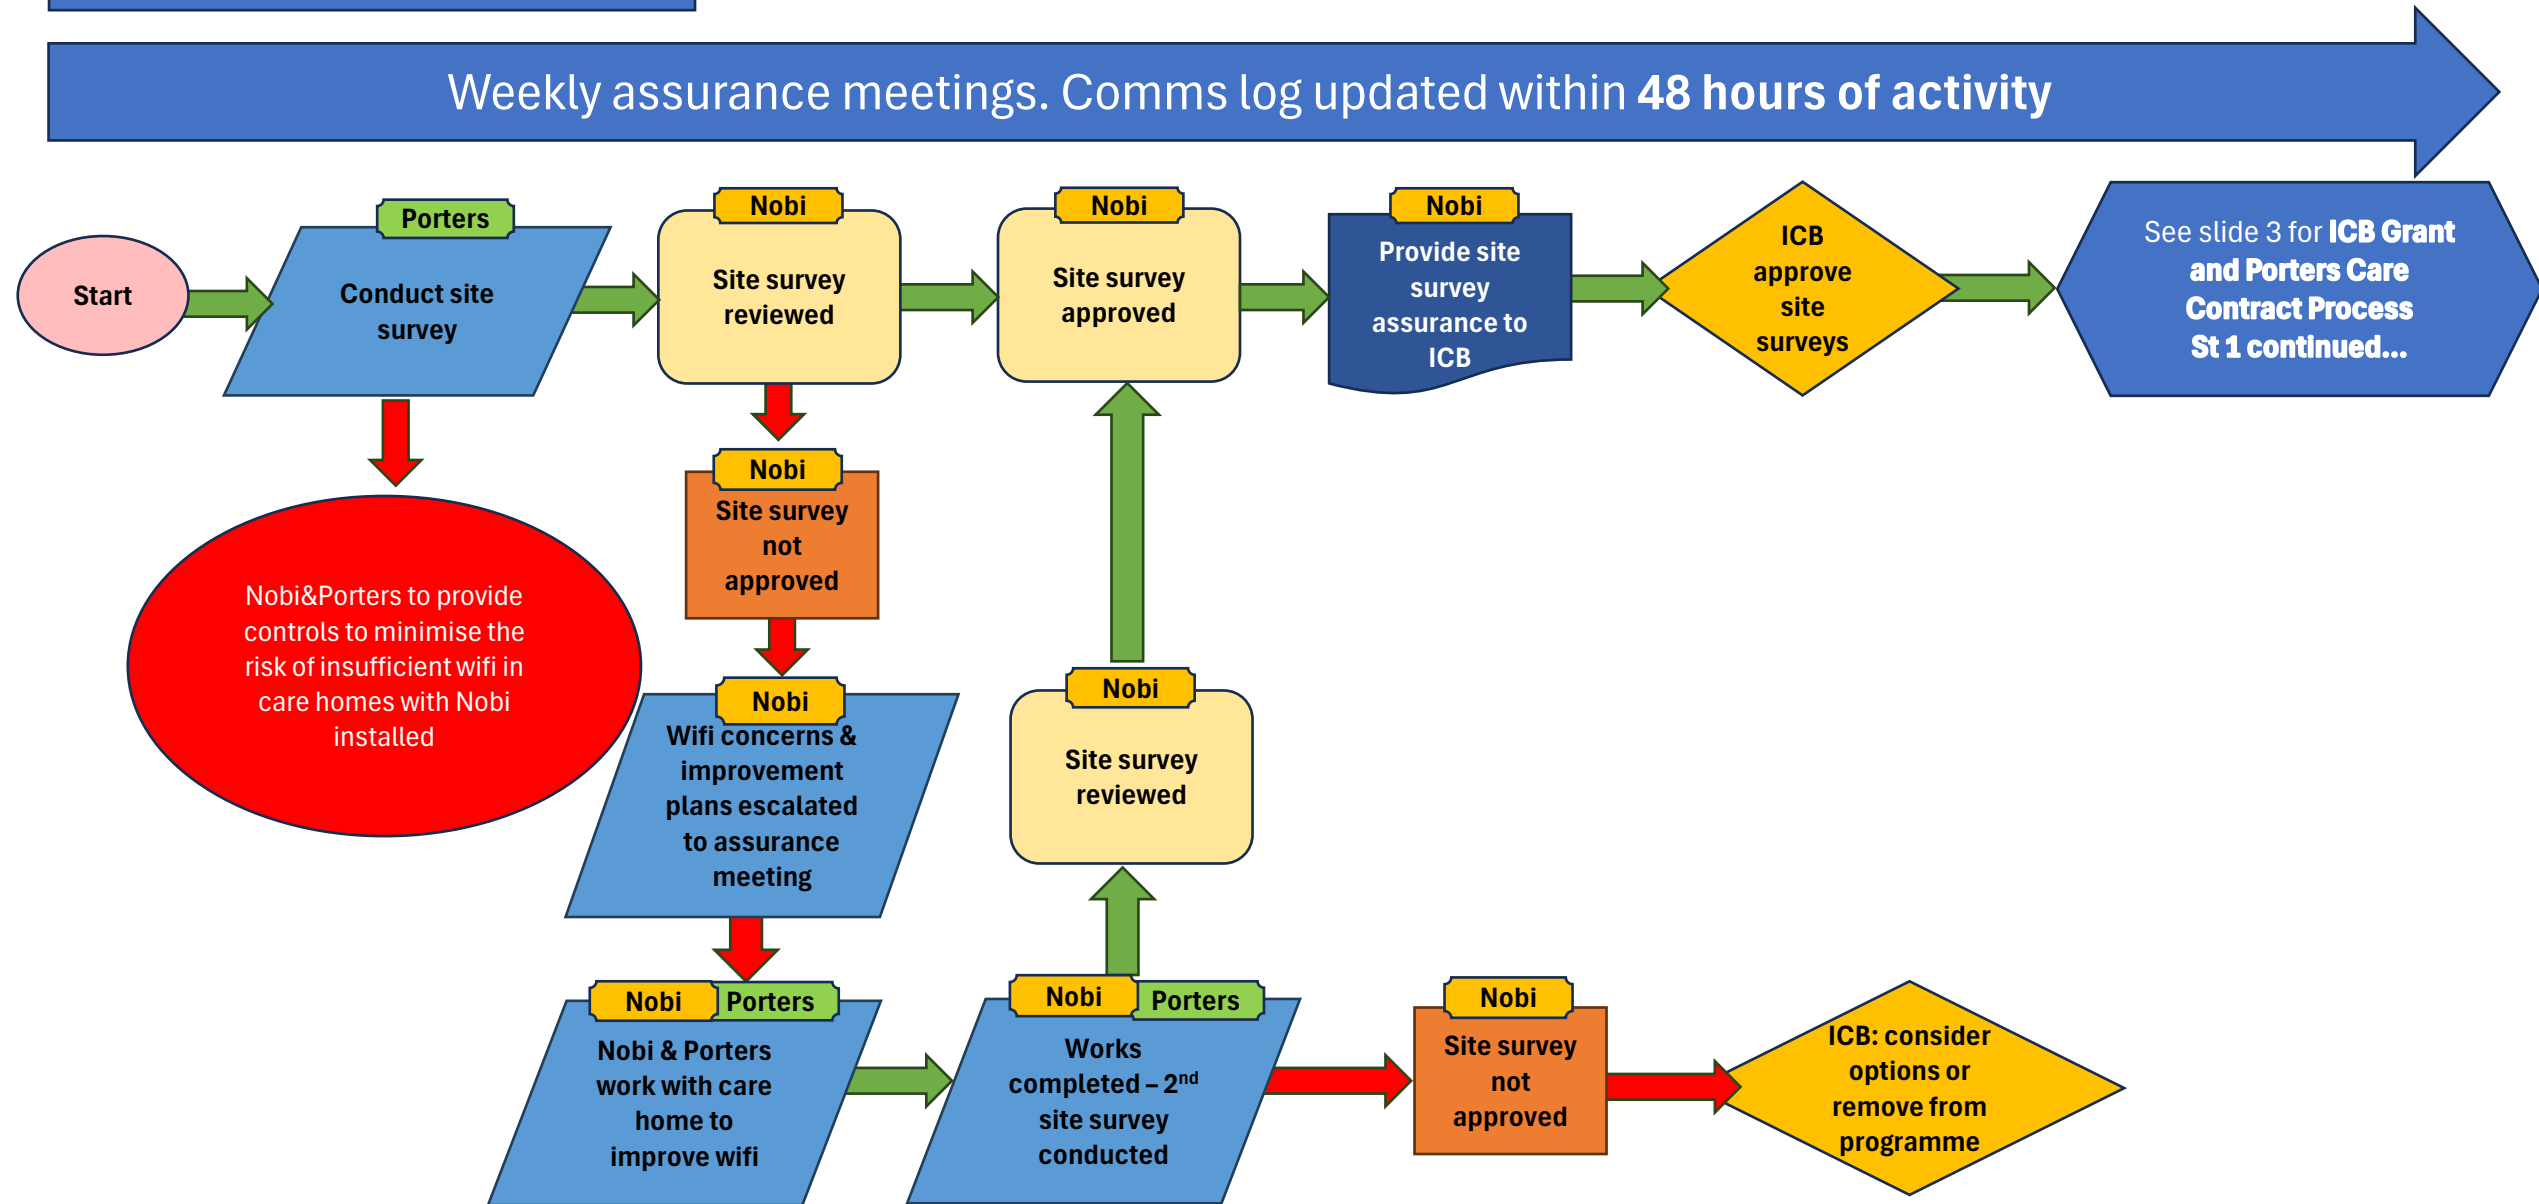 Weekly assurance meetings. Comms log updated within 48 hours of activity
Start
Porters
Conduct site
survey
Nobi
Site survey
reviewed
Nobi
Site survey
approved
Nobi
Provide site
survey
assurance to
ICB
ICB
approve
site
surveys
See slide 3 for ICB Grant
and Porters Care
Contract Process
St 1 continued...
Nobi&Porters to provide
controls to minimise the
risk of insufficient wifi in
care homes with Nobi
installed
Nobi
Site survey
not
approved
Nobi
Wifi concerns &
improvement
plans escalated
to assurance
meeting
Nobi
Site survey
reviewed
Nobi Porters
Nobi & Porters
work with care
home to
improve wifi
Nobi Porters
Works
completed – 2nd
site survey
conducted
Nobi
Site survey
not
approved
ICB: consider
options or
remove from
programme